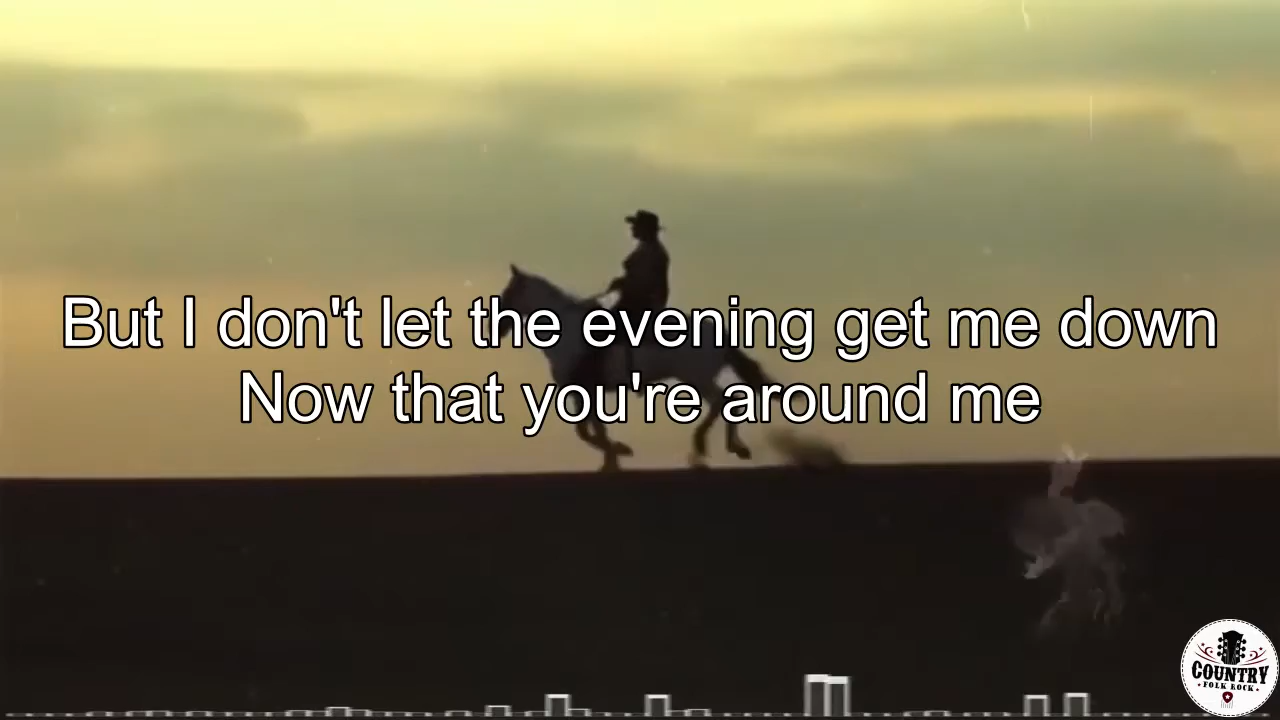 But I don't let the evening get me down
Now that you're around me
COUNTRY
FOLK ROCK